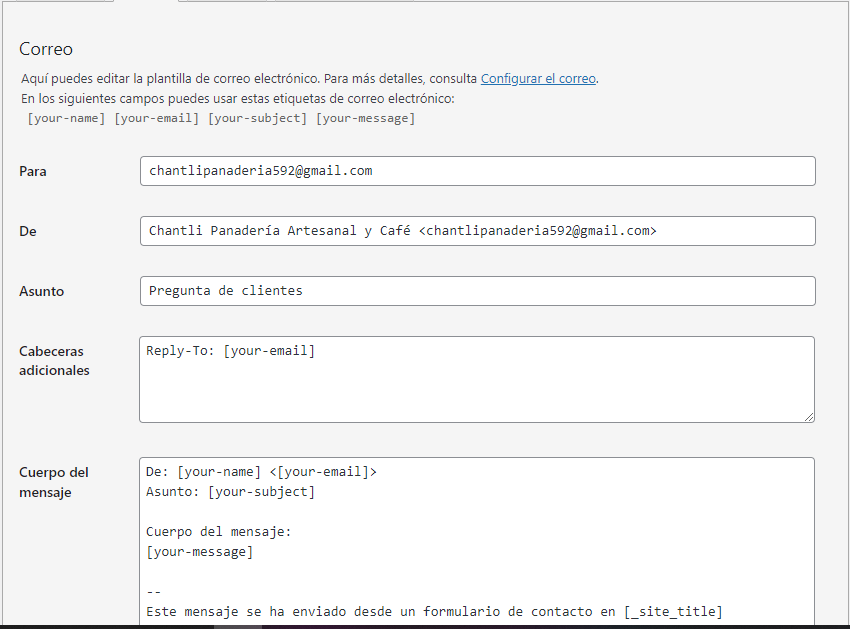 Correo
Aquí puedes editar la plantilla de correo electrónico. Para más detalles, consulta Configurar el correo.
En los siguientes campos puedes usar estas etiquetas de correo electrónico:
[your-name] [your-email] [your-subject] [your-message]
Para
chantlipanaderia592@gmail.com
De
Chantli Panadería Artesanal y Café <chantlipanaderia592@gmail.com>
Asunto
Pregunta de clientes
Cabeceras
adicionales
Reply-To: [your-email]
Cuerpo del
mensaje
De: [your-name] <[your-email]>
Asunto: [your-subject]
Cuerpo del mensaje:
[your-message]
--
Este mensaje se ha enviado desde un formulario de contacto en [_site_title]